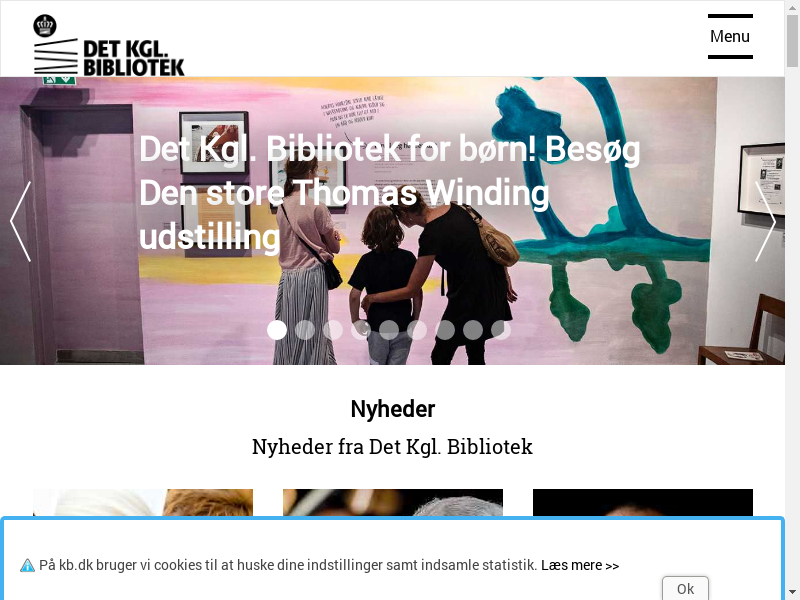 DET KGL.
BIBLIOTEK
Menu
Det Kgl. Bibliotek for børn! Besøg
Den store Thomas Winding
udstilling
Nyheder
Nyheder fra Det Kgl. Bibliotek
På kb.dk bruger vi cookies til at huske dine indstillinger samt indsamle statistik. Læs mere >>
Ok